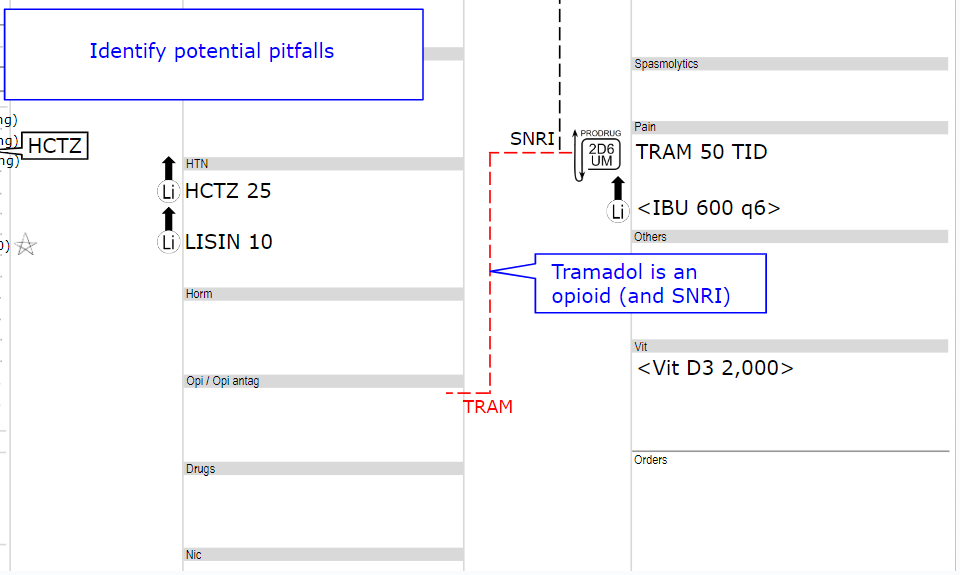 Identify potential pitfalls
ng)
ng)
ng)
HCTZ
HTN
Li HCTZ 25
Li LISIN 10
Horm
Opi / Opi antag
Drugs
Nic
SNRI
PRODRUG
2D6
UM
TRAM
Tramadol is an
opioid (and SNRI)
Spasmolytics
Pain
TRAM 50 TID
Li <IBU 600 q6>
Others
Vit
<Vit D3 2,000>
Orders